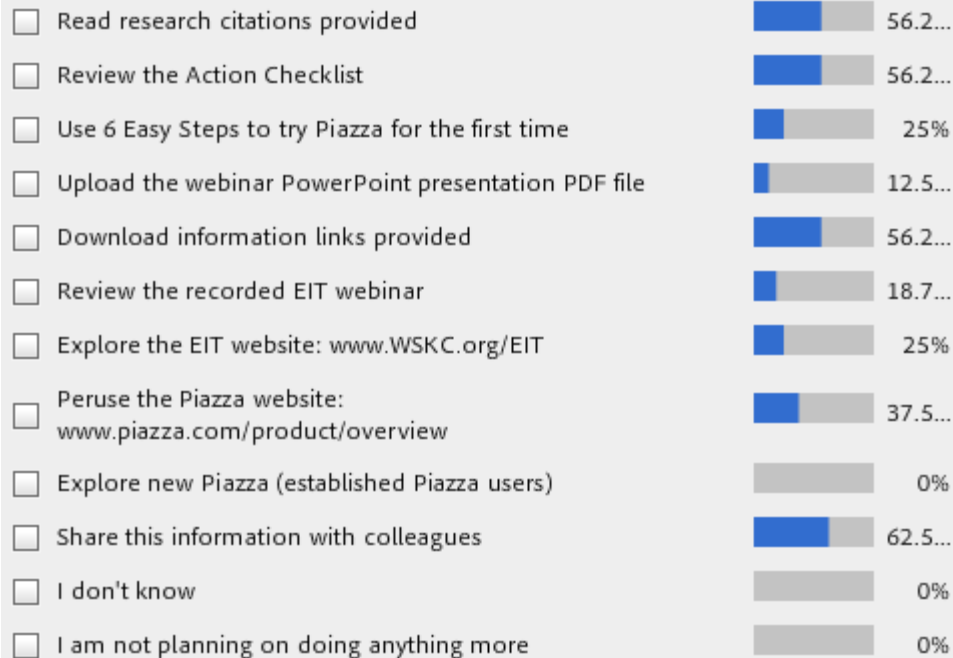 Read research citations provided 56.2...
Review the Action Checklist 56.2...
Use 6 Easy Steps to try Piazza for the first time 25%
Upload the webinar PowerPoint presentation PDF file 12.5...
Download information links provided 56.2...
Review the recorded EIT webinar 18.7...
Explore the EIT website: www.WSKC.org/EIT 25%
Peruse the Piazza website:
www.piazza.com/product/overview 37.5...
Explore new Piazza (established Piazza users) 0%
Share this information with colleagues 62.5...
I don't know 0%
I am not planning on doing anything more 0%